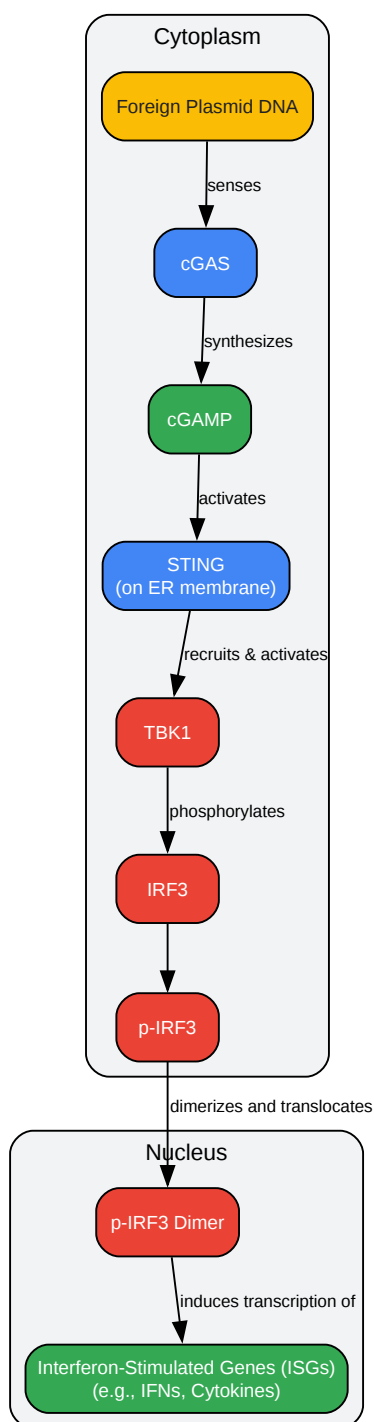 Cytoplasm
Foreign Plasmid DNA
senses
cGAS
synthesizes
cGAMP
activates
STING
(on ER membrane)
recruits & activates
TBK1
phosphorylates
IRF3
p-IRF3
dimerizes and translocates
Nucleus
p-IRF3 Dimer
induces transcription of
Interferon-Stimulated Genes (ISGs)
(e.g., IFNs, Cytokines)